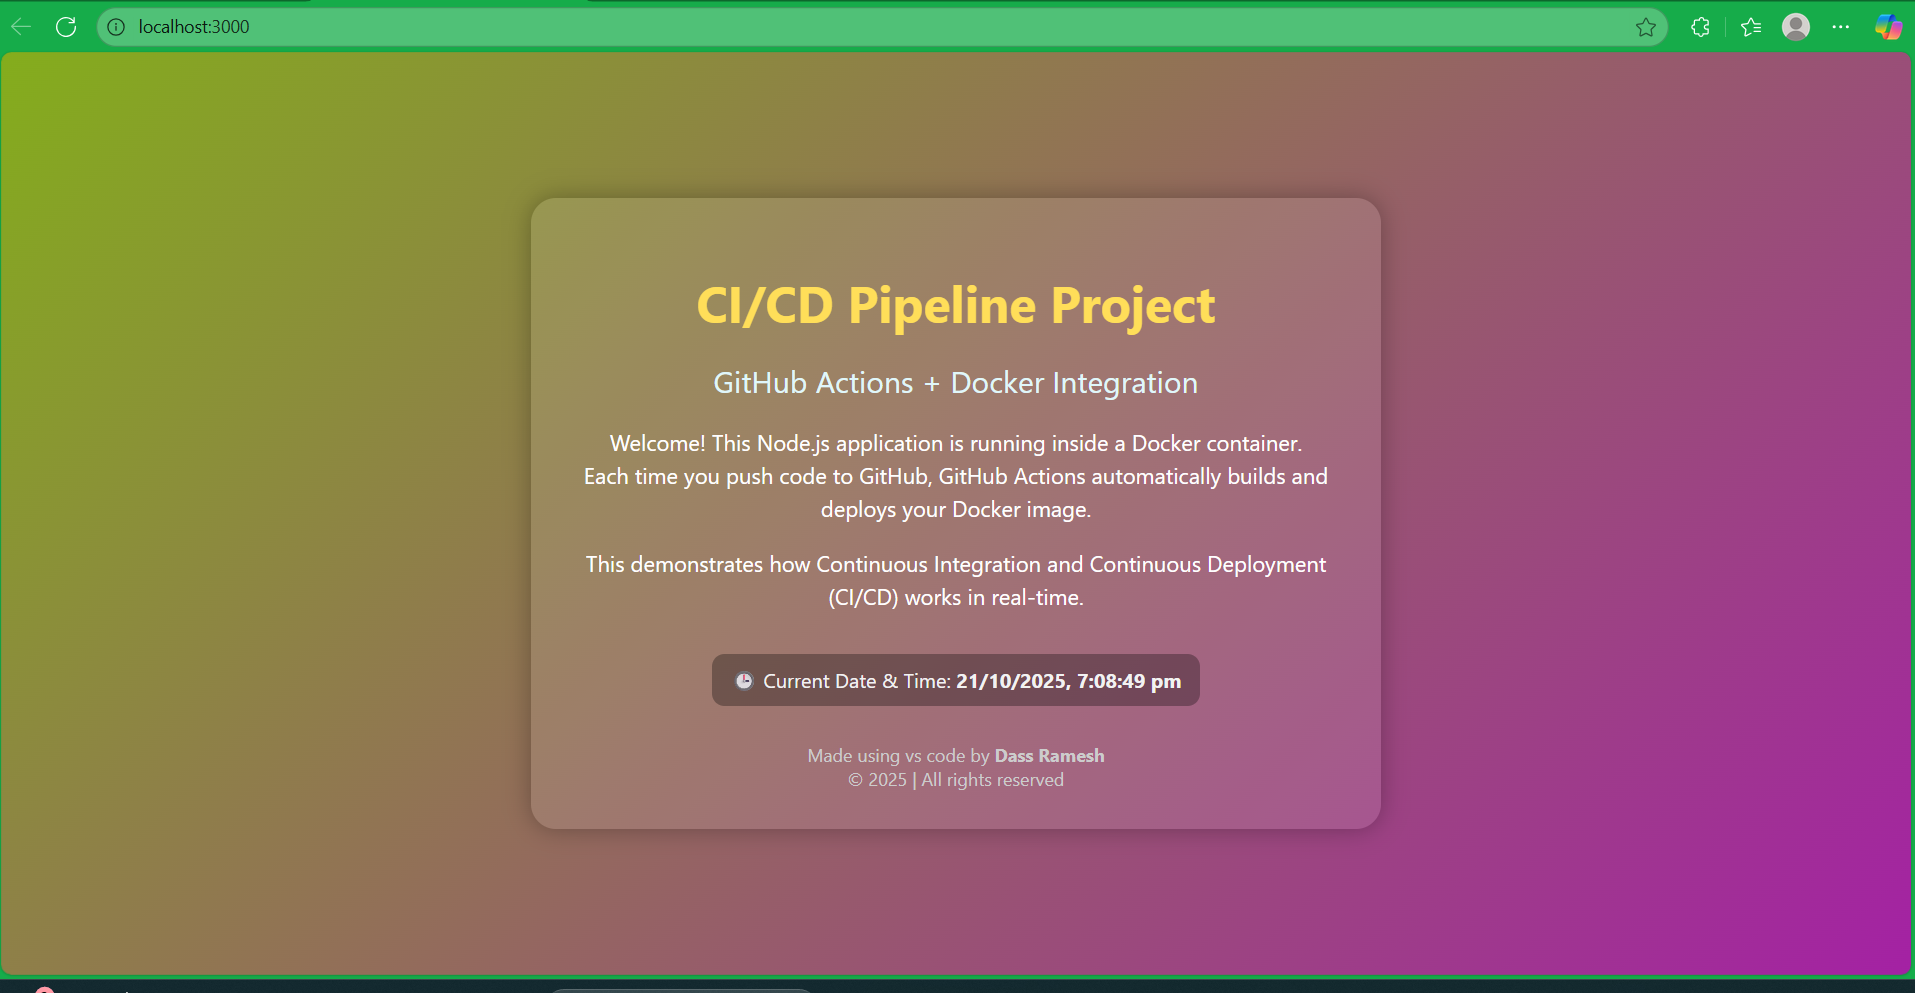 localhost:3000
CI/CD Pipeline Project
GitHub Actions + Docker Integration
Welcome! This Node.js application is running inside a Docker container.
Each time you push code to GitHub, GitHub Actions automatically builds and
deploys your Docker image.
This demonstrates how Continuous Integration and Continuous Deployment
(CI/CD) works in real-time.
🕒 Current Date & Time: 21/10/2025, 7:08:49 pm
Made using vs code by Dass Ramesh
© 2025 | All rights reserved